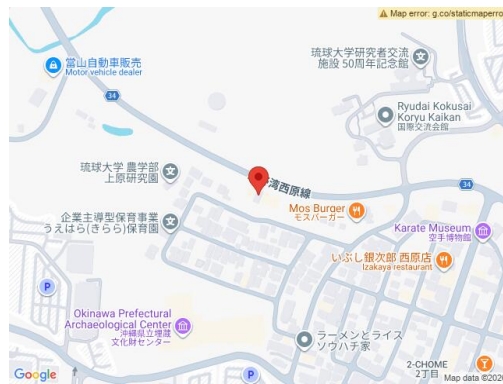 Map error: g.co/staticmaperro
琉球大学研究者交流
施設 50周年記念館
當山自動車販売
Motor vehicle dealer
34
Ryudai Kokusai
Koryu Kaikan
国際交流会館
琉球大学 農学部
上原研究園
湾西原線
34
Mos Burger
モスバーガー
企業主導型保育事業
うえはら(きらら)保育園
Karate Museum
空手博物館
いぶし銀次郎 西原店
Izakaya restaurant
P
Okinawa Prefectural
Archaeological Center
沖縄県立埋蔵
文化財センター
ラーメンとライス
ソウハチ家
2-CHOME
2丁目
P
Google
Map data ©202